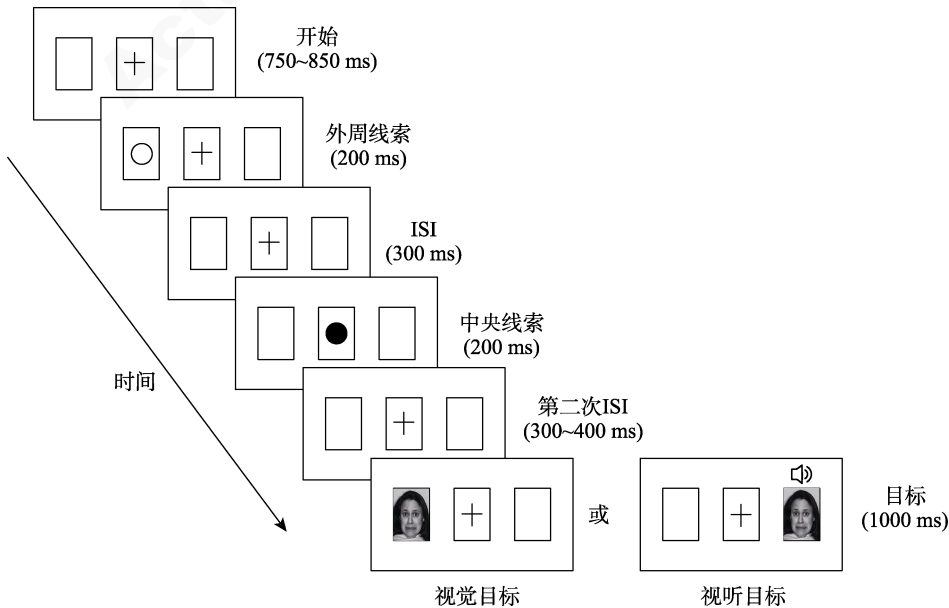 开始
(750~850 ms)
外周线索
(200 ms)
ISI
(300 ms)
中央线索
(200 ms)
时间
第二次ISI
(300~400 ms)
或
目标
(1000 ms)
视觉目标
视听目标